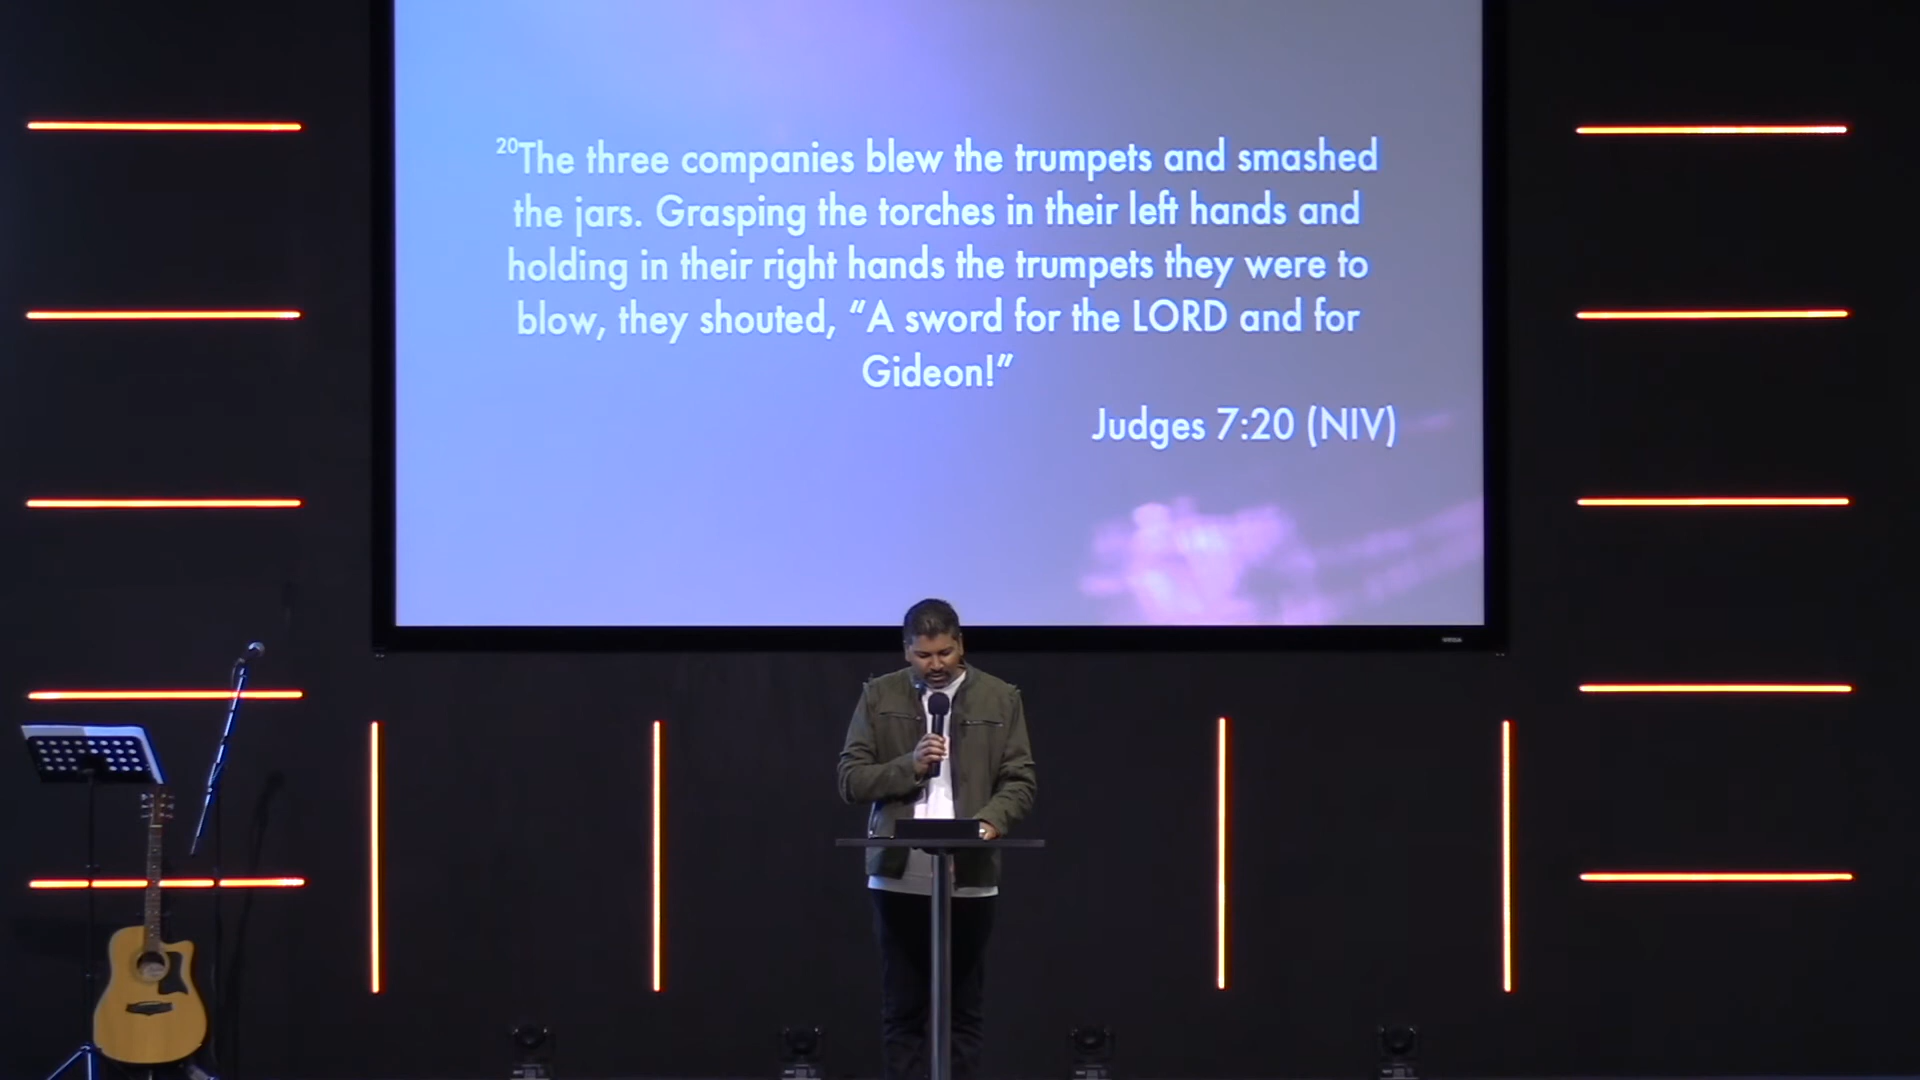 ²⁰The three companies blew the trumpets and smashed
the jars. Grasping the torches in their left hands and
holding in their right hands the trumpets they were to
blow, they shouted, “A sword for the LORD and for
Gideon!”
Judges 7:20 (NIV)